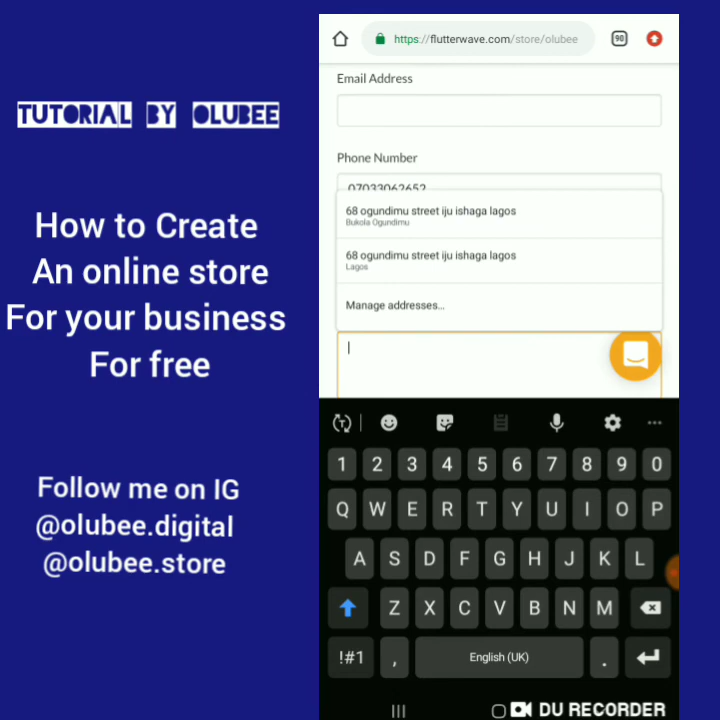 TUTORIAL BY OLUBEE
How to Create
An online store
For your business
For free
Follow me on IG
@olubee.digital
@olubee.store
https://flutterwave.com/store/olubee
90
Email Address
Phone Number
07033062652
68 ogundimu street iju ishaga lagos
Bukola Ogundimu
68 ogundimu street iju ishaga lagos
Lagos
Manage addresses...
T
1 2 3 4 5 6 7 8 9 0
Q W E R T Y U I O P
A S D F G H J K L
Z X C V B N M
!#1 , English (UK) .
DU RECORDER